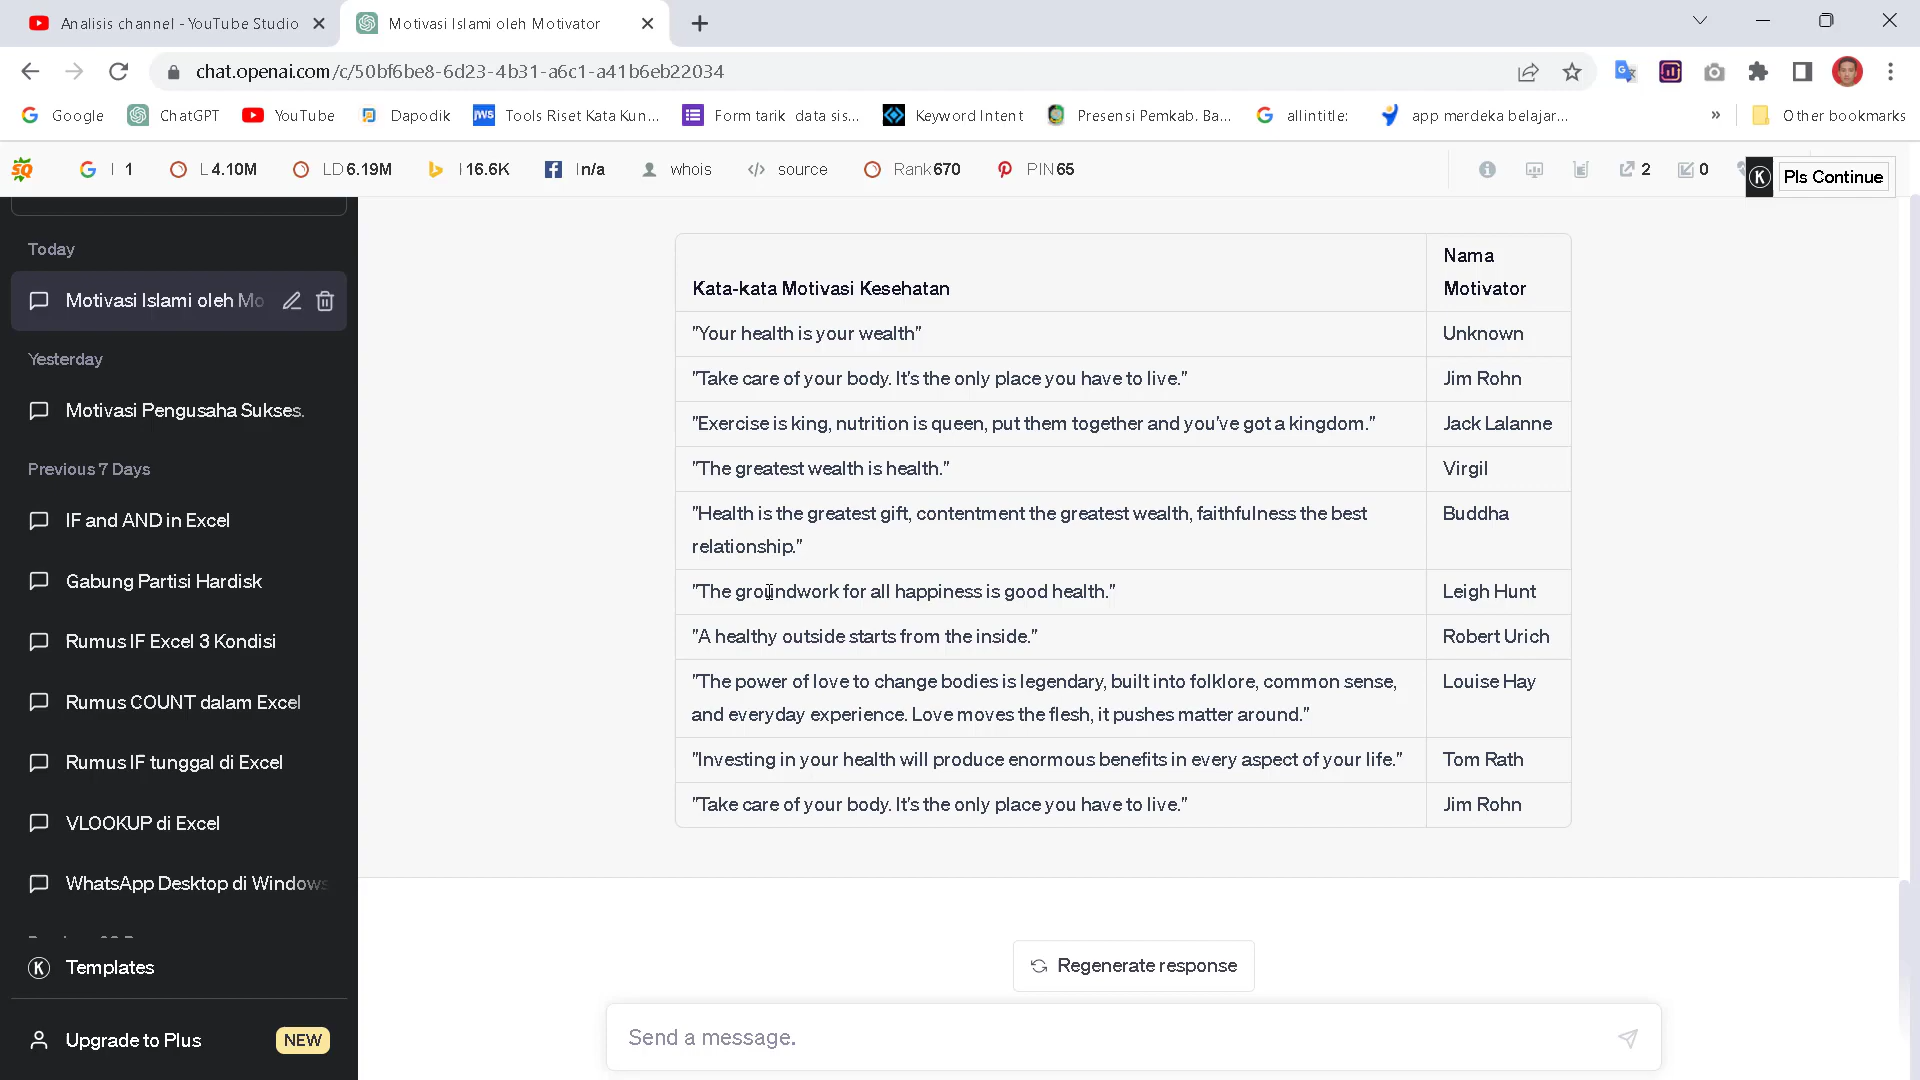 Analisis channel - YouTube Studio
Motivasi Islami oleh Motivator
chat.openai.com/c/50bf6be8-6d23-4b31-a6c1-a41b6eb22034
Google
ChatGPT
YouTube
Dapodik
Tools Riset Kata Kun...
Form tarik data sis...
Keyword Intent
Presensi Pemkab. Ba...
allintitle:
app merdeka belajar...
»
Other bookmarks
I 1
L 4.10M
LD 6.19M
I 16.6K
I n/a
whois
source
Rank 670
PIN 65
2
0
Pls Continue
Today
Motivasi Islami oleh Mo
Yesterday
Motivasi Pengusaha Sukses.
Previous 7 Days
IF and AND in Excel
Gabung Partisi Hardisk
Rumus IF Excel 3 Kondisi
Rumus COUNT dalam Excel
Rumus IF tunggal di Excel
VLOOKUP di Excel
WhatsApp Desktop di Windows
Templates
Upgrade to Plus
NEW
Kata-kata Motivasi Kesehatan
Nama
Motivator
"Your health is your wealth"
Unknown
"Take care of your body. It's the only place you have to live."
Jim Rohn
"Exercise is king, nutrition is queen, put them together and you've got a kingdom."
Jack Lalanne
"The greatest wealth is health."
Virgil
"Health is the greatest gift, contentment the greatest wealth, faithfulness the best
relationship."
Buddha
"The groundwork for all happiness is good health."
Leigh Hunt
"A healthy outside starts from the inside."
Robert Urich
"The power of love to change bodies is legendary, built into folklore, common sense,
and everyday experience. Love moves the flesh, it pushes matter around."
Louise Hay
"Investing in your health will produce enormous benefits in every aspect of your life."
Tom Rath
"Take care of your body. It's the only place you have to live."
Jim Rohn
Regenerate response
Send a message.